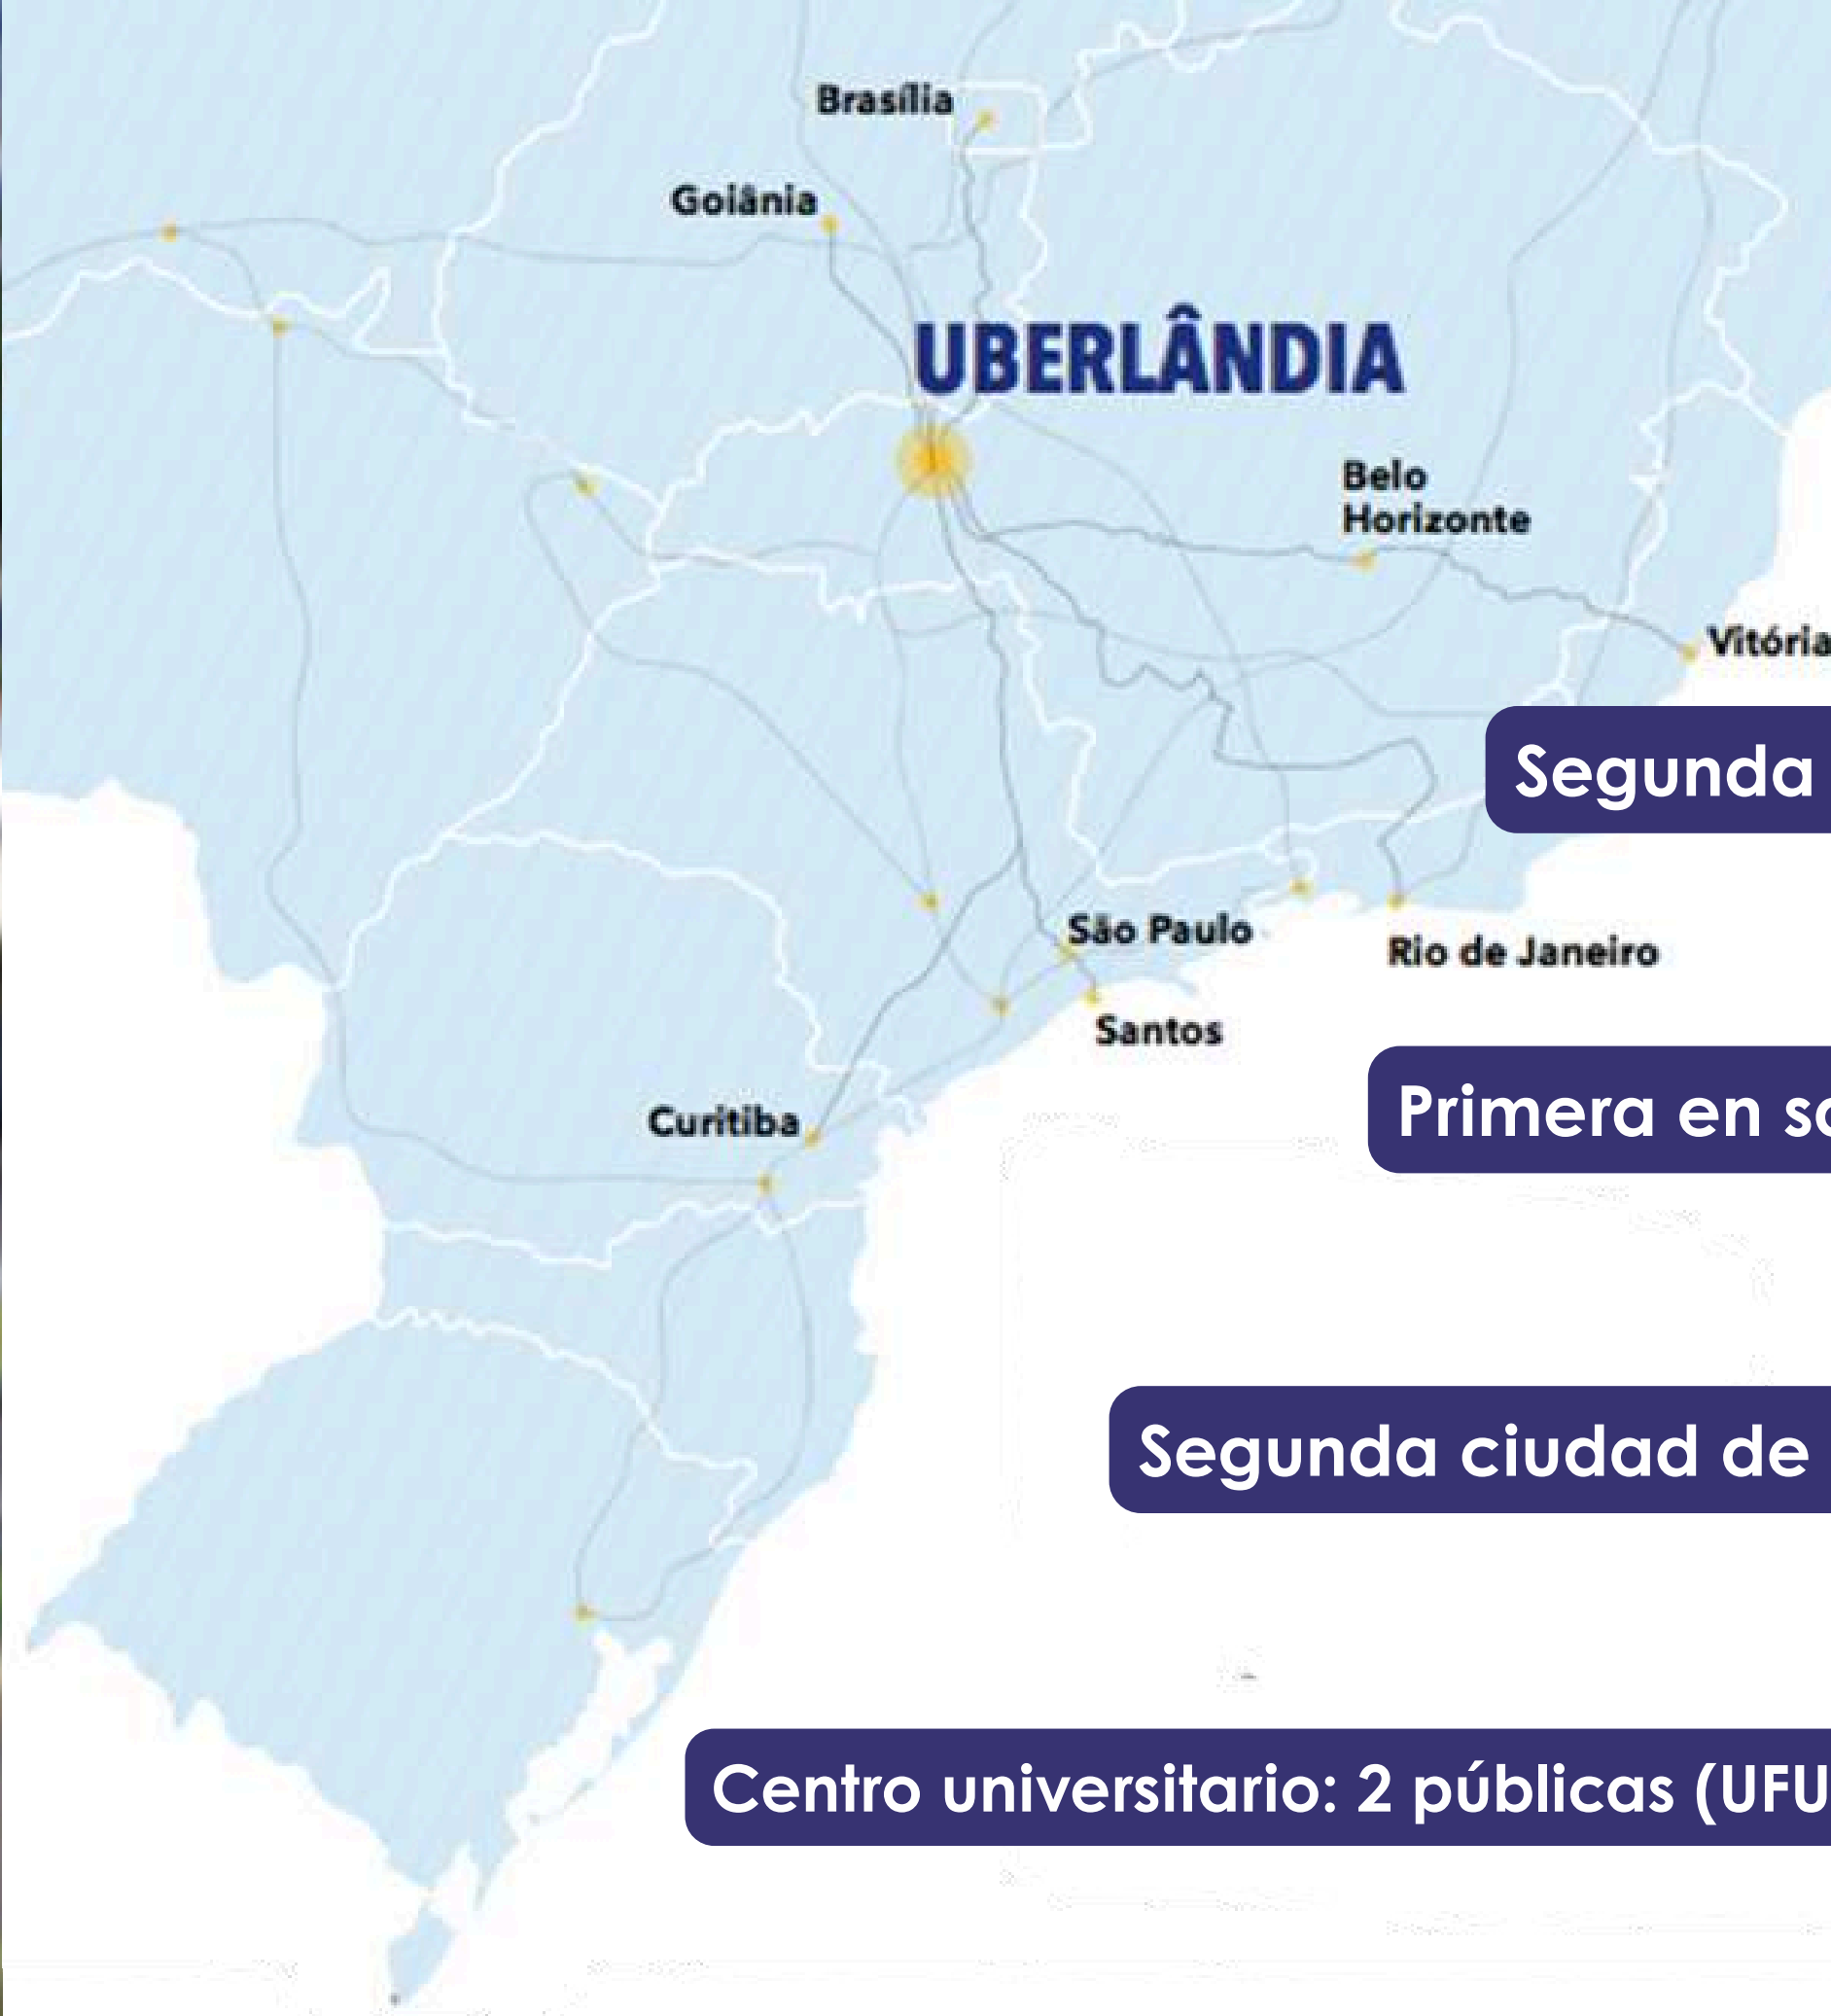 Brasília
Goiânia
UBERLÂNDIA
Belo
Horizonte
Vitória
Segunda
São Paulo
Rio de Janeiro
Santos
Primera en
Curitiba
Segunda ciudad de
Centro universitario: 2 públicas (UFU